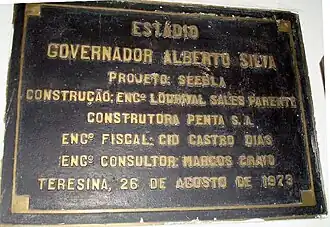 ESTÁDIO
GOVERNADOR ALBERTO SILVA
PROJETO: SEEBLA
CONSTRUÇÃO: ENGº LOURIVAL SALES PARENTE
CONSTRUTORA PENTA S.A.
ENGº FISCAL: CID CASTRO DIAS
ENGº CONSULTOR: MARCOS CRAYO
TERESINA, 26 DE AGOSTO DE 1973